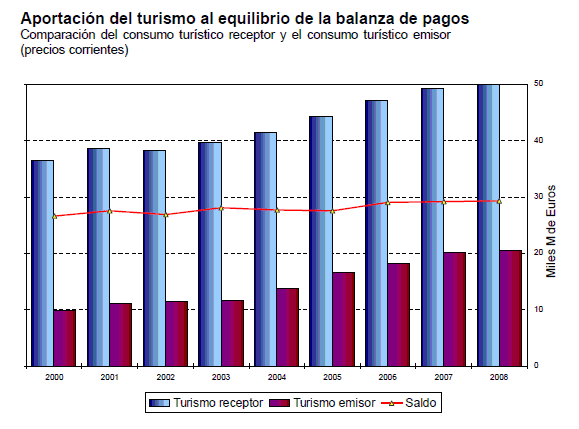 Aportación del turismo al equilibrio de la balanza de pagos
Comparación del consumo turístico receptor y el consumo turístico emisor
(precios corrientes)
50
40
30
20
10
0
Miles M de Euros
2000 2001 2002 2003 2004 2005 2006 2007 2008
Turismo receptor Turismo emisor Saldo